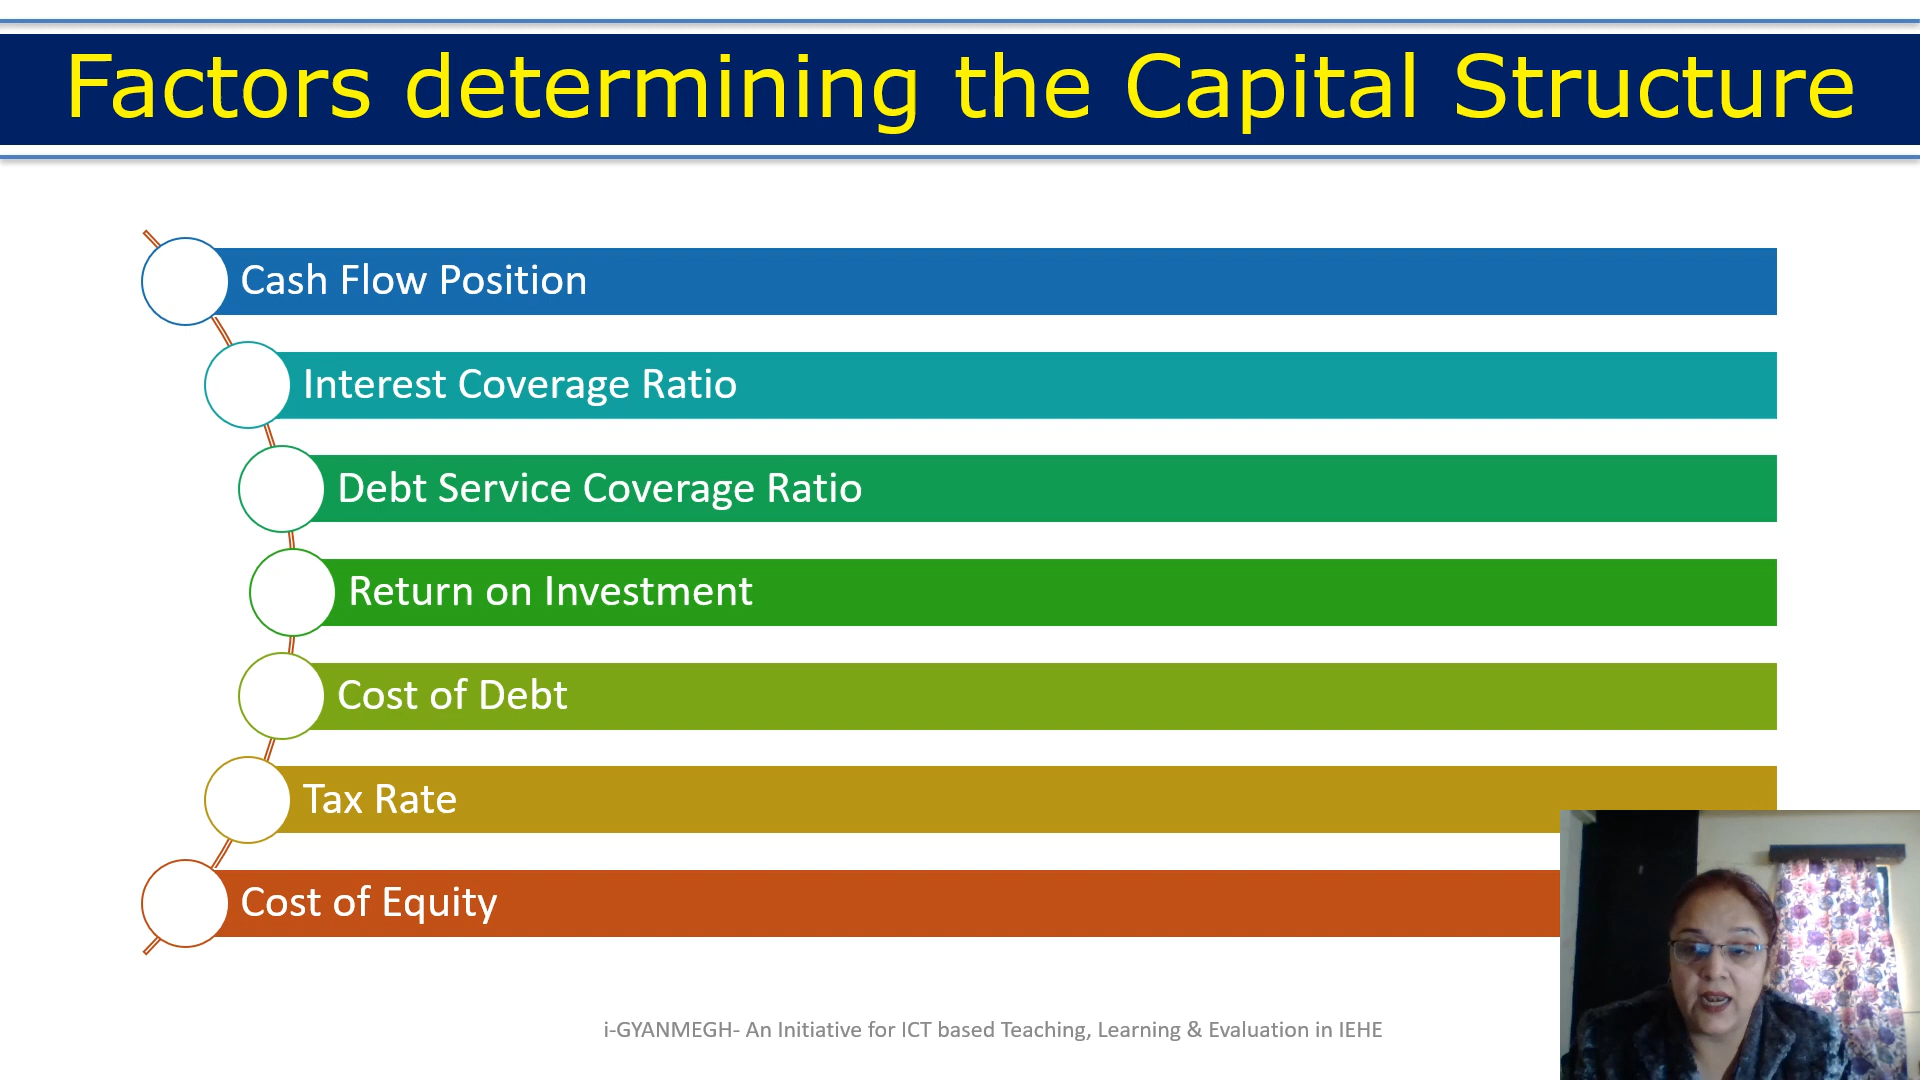 Factors determining the Capital Structure
Cash Flow Position
Interest Coverage Ratio
Debt Service Coverage Ratio
Return on Investment
Cost of Debt
Tax Rate
Cost of Equity
i-GYANMEGH- An Initiative for ICT based Teaching, Learning & Evaluation in IEHE